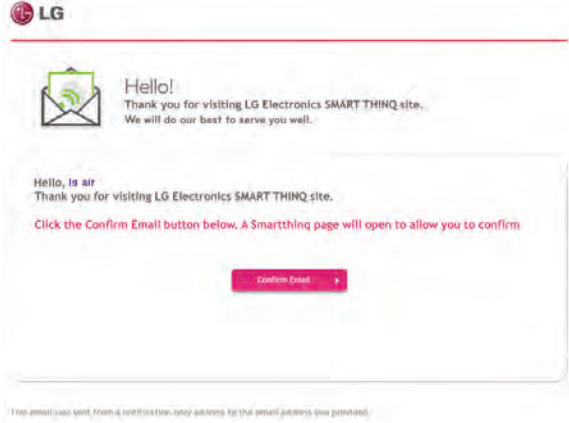 LG
Hello!
Thank you for visiting LG Electronics SMART THINQ site.
We will do our best to serve you well.
Hello, lg air
Thank you for visiting LG Electronics SMART THINQ site.
Click the Confirm Email button below. A Smartthinq page will open to allow you to confirm
Confirm Email
This email was sent from a notification only address to the email address you provided.